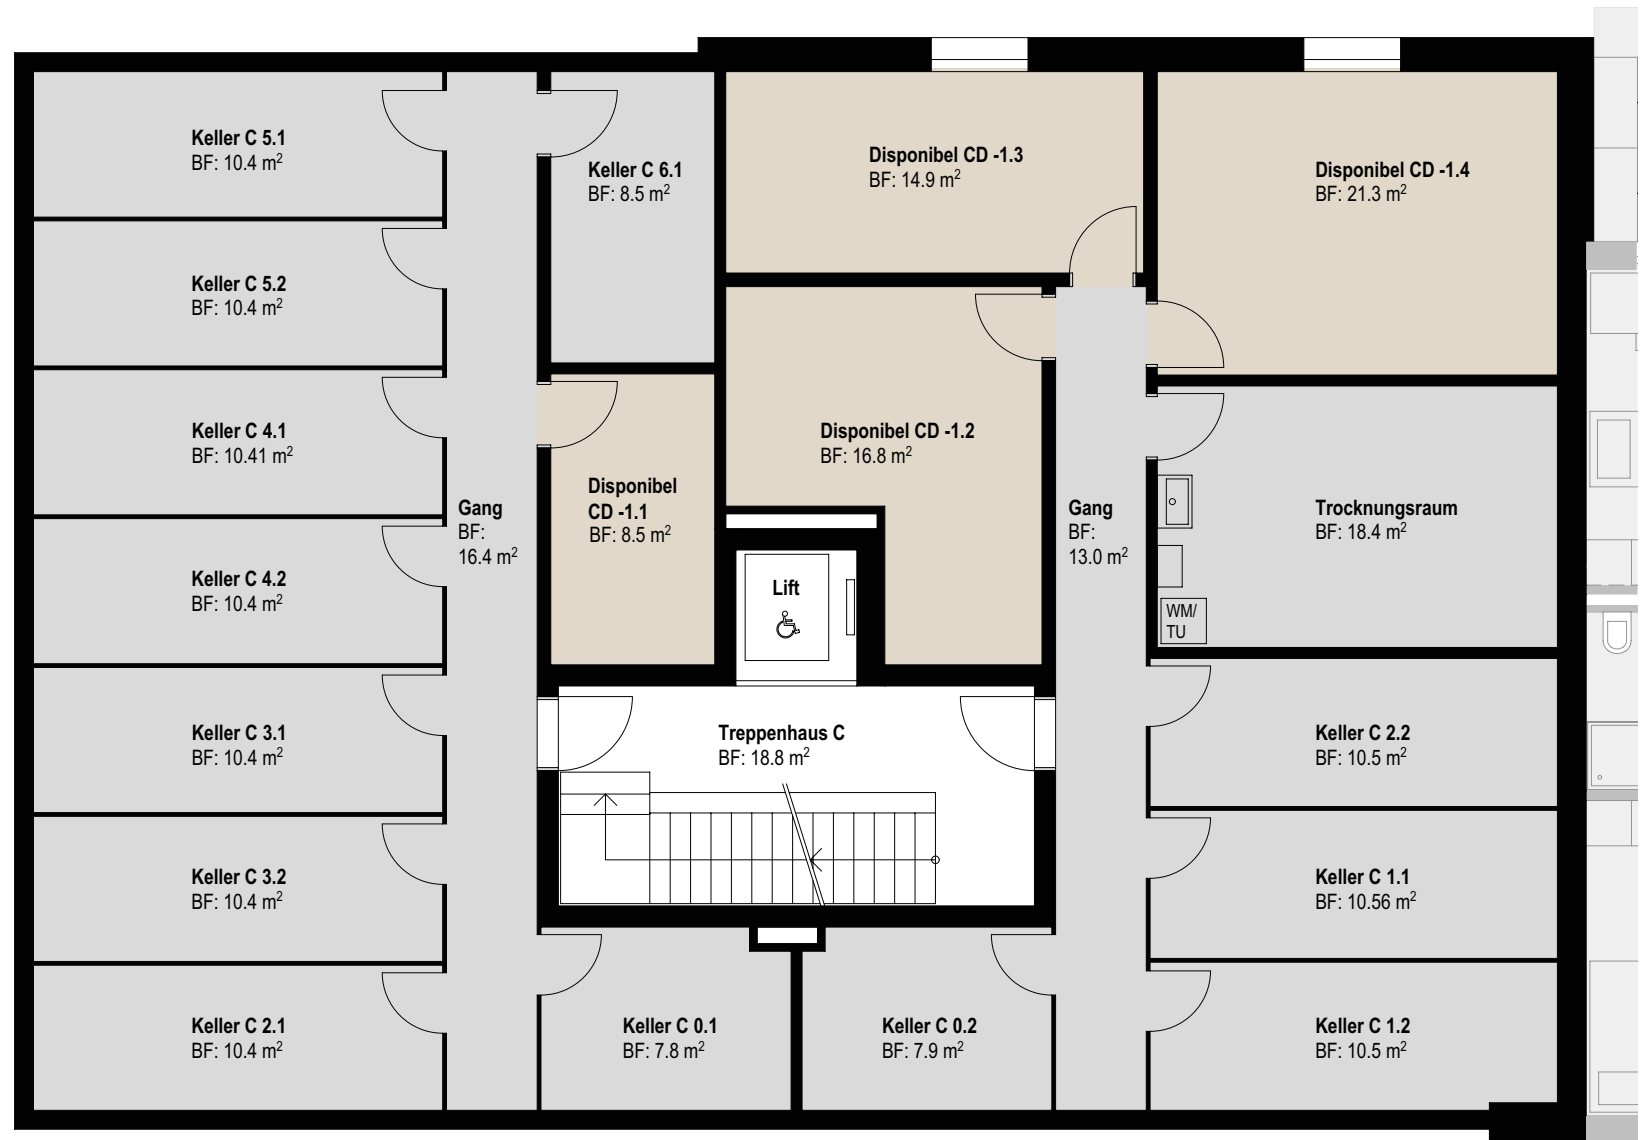 Keller C 5.1
BF: 10.4 m²
Keller C 5.2
BF: 10.4 m²
Keller C 4.1
BF: 10.41 m²
Keller C 4.2
BF: 10.4 m²
Keller C 3.1
BF: 10.4 m²
Keller C 3.2
BF: 10.4 m²
Keller C 2.1
BF: 10.4 m²
Gang
BF:
16.4 m²
Keller C 6.1
BF: 8.5 m²
Disponibel
CD -1.1
BF: 8.5 m²
Disponibel CD -1.3
BF: 14.9 m²
Disponibel CD -1.2
BF: 16.8 m²
Lift
Treppenhaus C
BF: 18.8 m²
Keller C 0.1
BF: 7.8 m²
Keller C 0.2
BF: 7.9 m²
Gang
BF:
13.0 m²
Disponibel CD -1.4
BF: 21.3 m²
Trocknungsraum
BF: 18.4 m²
WM/
TU
Keller C 2.2
BF: 10.5 m²
Keller C 1.1
BF: 10.56 m²
Keller C 1.2
BF: 10.5 m²